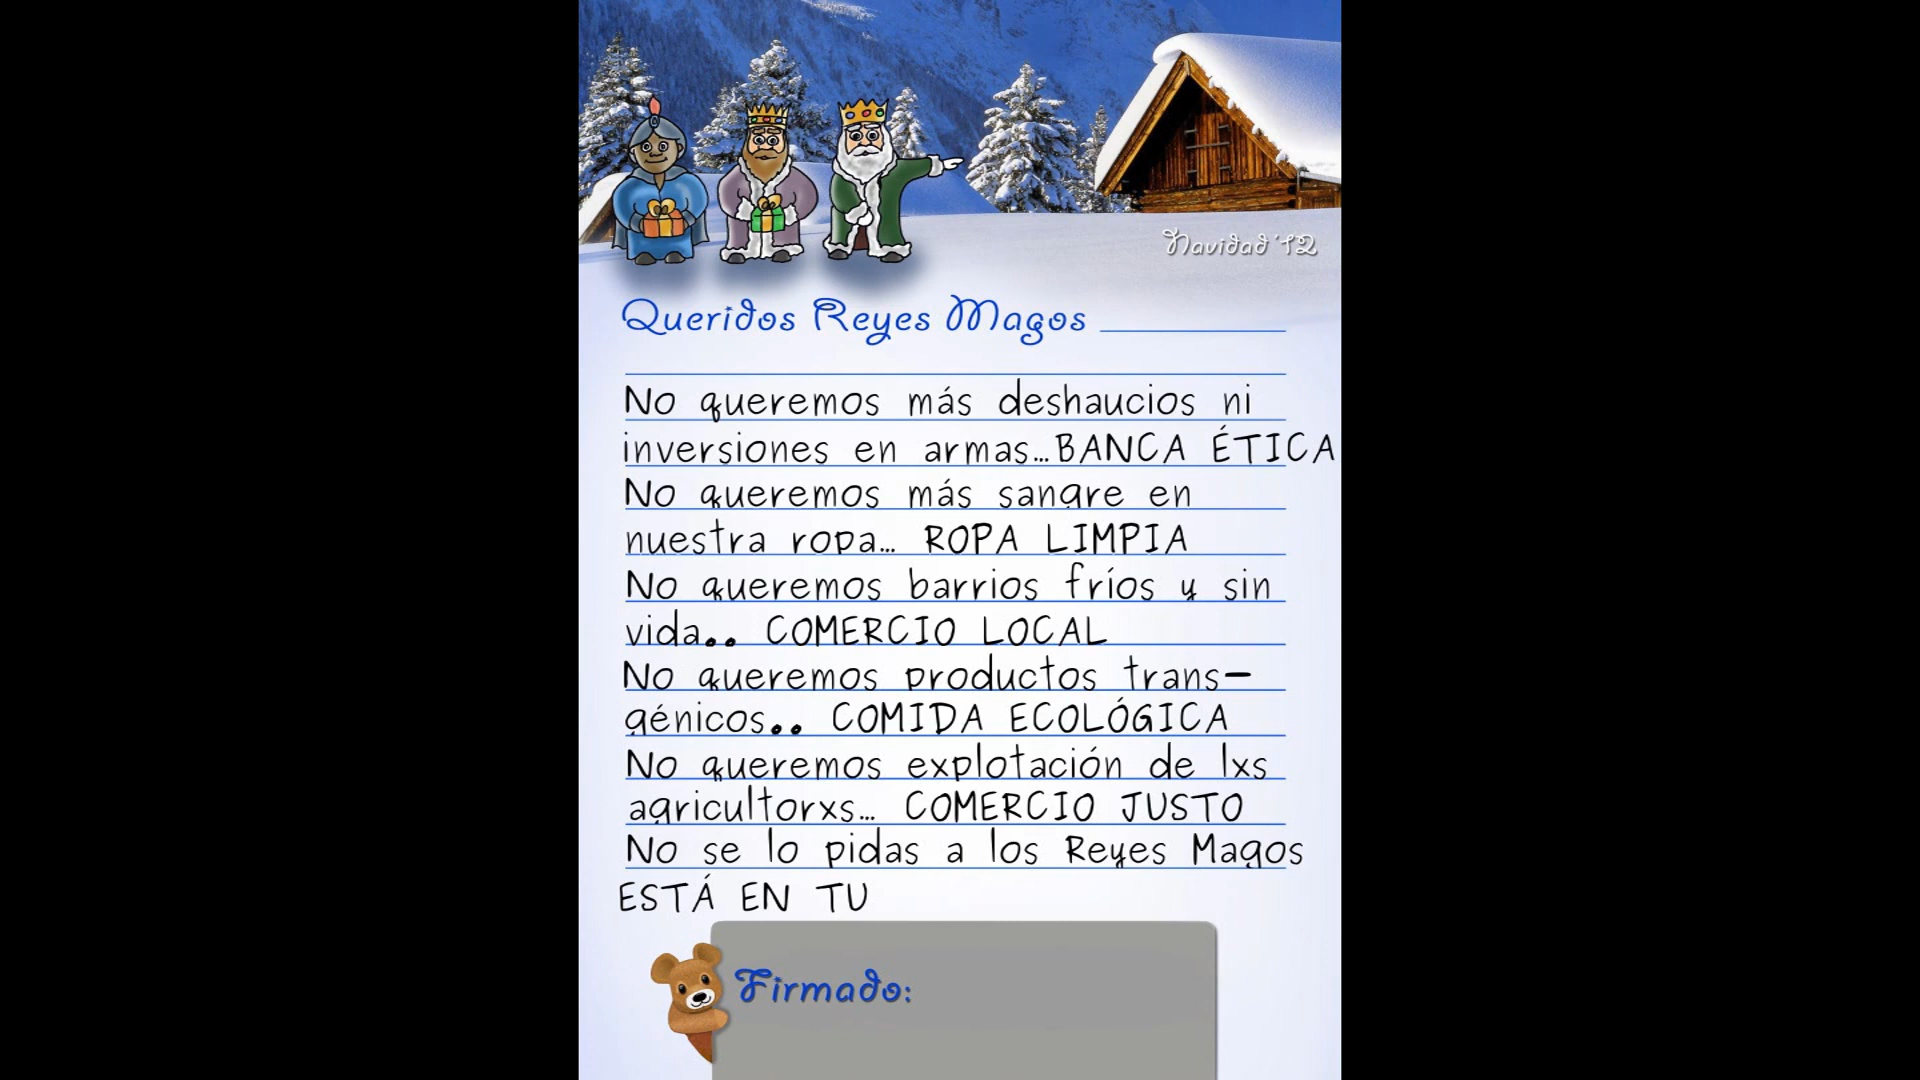 Navidad '12
Queridos Reyes Magos
No queremos más deshaucios ni
inversiones en armas...BANCA ÉTICA
No queremos más sangre en
nuestra ropa... ROPA LIMPIA
No queremos barrios fríos y sin
vida.. COMERCIO LOCAL
No queremos productos trans-
génicos.. COMIDA ECOLÓGICA
No queremos explotación de lxs
agricultorxs... COMERCIO JUSTO
No se lo pidas a los Reyes Magos
ESTÁ EN TU
Firmado: